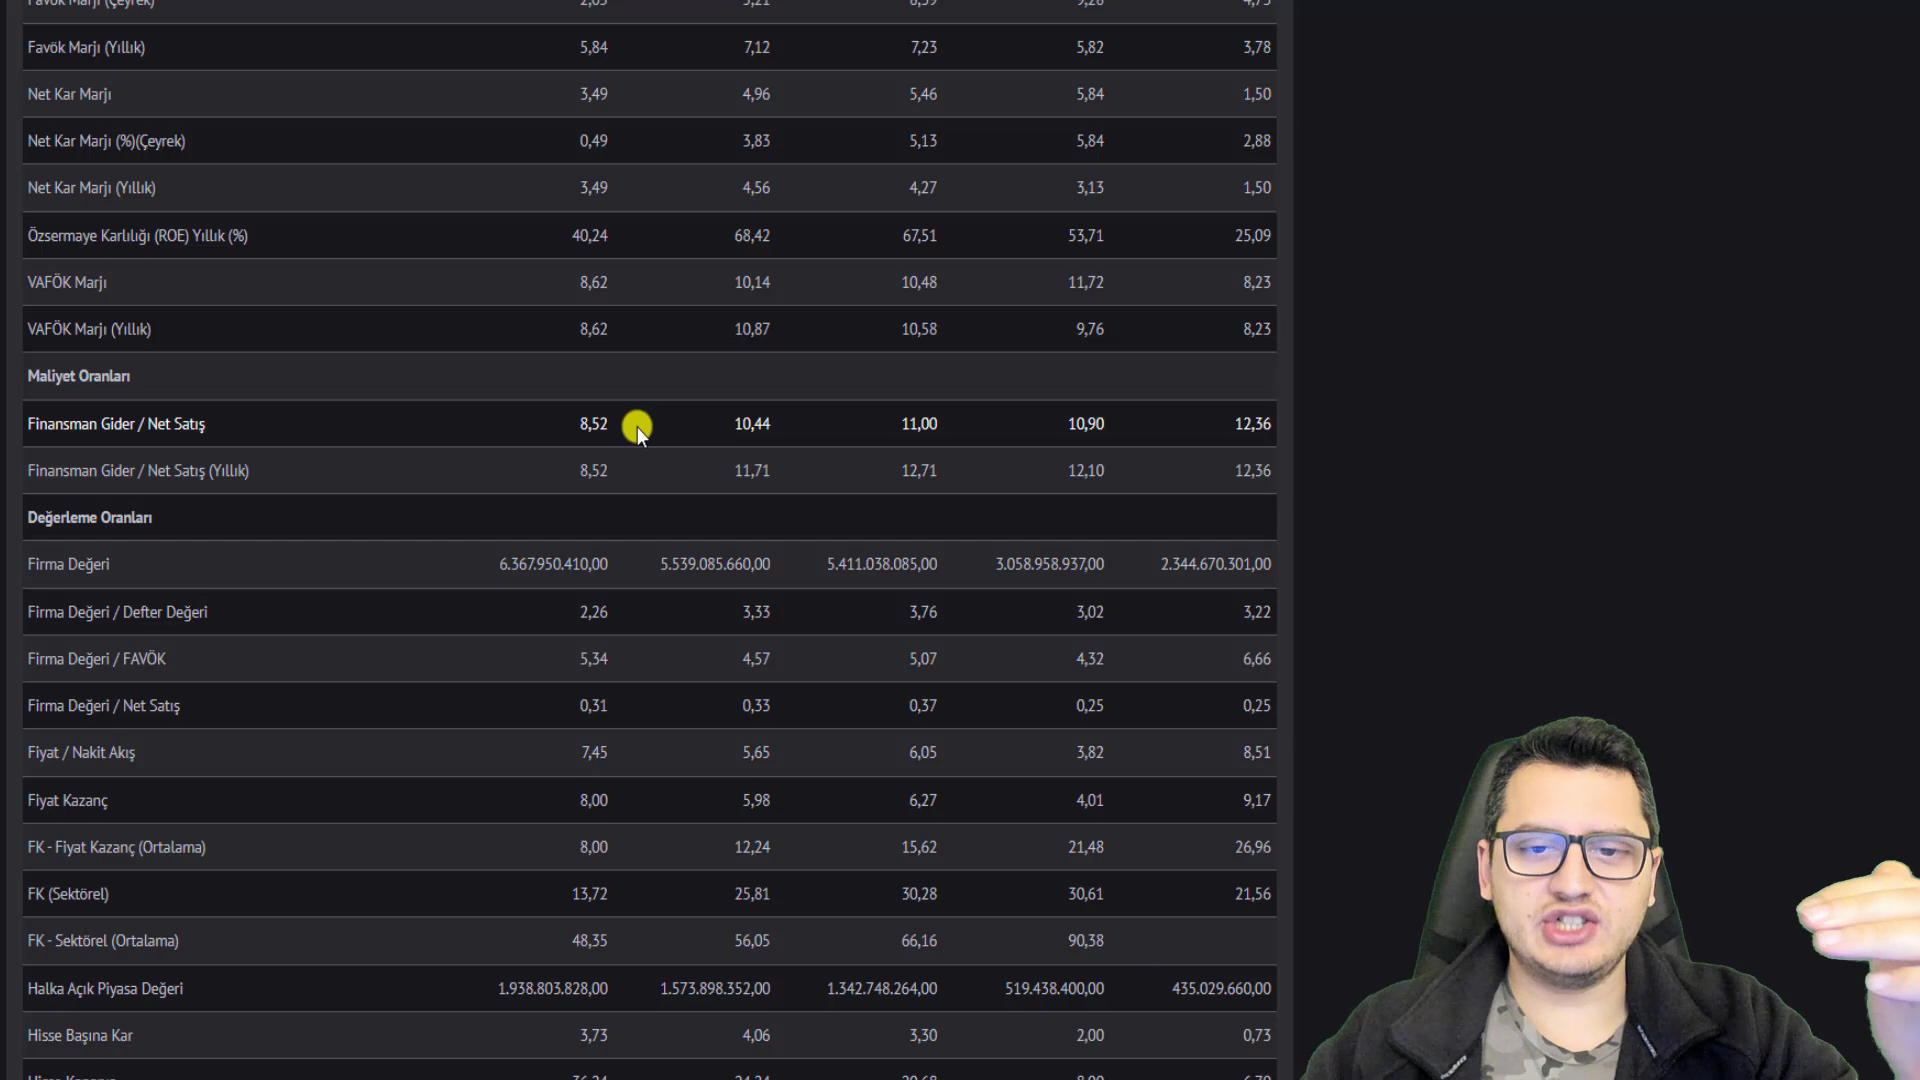 Favök Marjı (Çeyrek) 2,05 5,21 8,59 9,28 4,75
Favök Marjı (Yıllık) 5,84 7,12 7,23 5,82 3,78
Net Kar Marjı 3,49 4,96 5,46 5,84 1,50
Net Kar Marjı (%)(Çeyrek) 0,49 3,83 5,13 5,84 2,88
Net Kar Marjı (Yıllık) 3,49 4,56 4,27 3,13 1,50
Özsermaye Karlılığı (ROE) Yıllık (%) 40,24 68,42 67,51 53,71 25,09
VAFÖK Marjı 8,62 10,14 10,48 11,72 8,23
VAFÖK Marjı (Yıllık) 8,62 10,87 10,58 9,76 8,23
Maliyet Oranları
Finansman Gider / Net Satış 8,52 10,44 11,00 10,90 12,36
Finansman Gider / Net Satış (Yıllık) 8,52 11,71 12,71 12,10 12,36
Değerleme Oranları
Firma Değeri 6.367.950.410,00 5.539.085.660,00 5.411.038.085,00 3.058.958.937,00 2.344.670.301,00
Firma Değeri / Defter Değeri 2,26 3,33 3,76 3,02 3,22
Firma Değeri / FAVÖK 5,34 4,57 5,07 4,32 6,66
Firma Değeri / Net Satış 0,31 0,33 0,37 0,25 0,25
Fiyat / Nakit Akış 7,45 5,65 6,05 3,82 8,51
Fiyat Kazanç 8,00 5,98 6,27 4,01 9,17
FK - Fiyat Kazanç (Ortalama) 8,00 12,24 15,62 21,48 26,96
FK (Sektörel) 13,72 25,81 30,28 30,61 21,56
FK - Sektörel (Ortalama) 48,35 56,05 66,16 90,38
Halka Açık Piyasa Değeri 1.938.803.828,00 1.573.898.352,00 1.342.748.264,00 519.438.400,00 435.029.660,00
Hisse Başına Kar 3,73 4,06 3,30 2,00 0,73